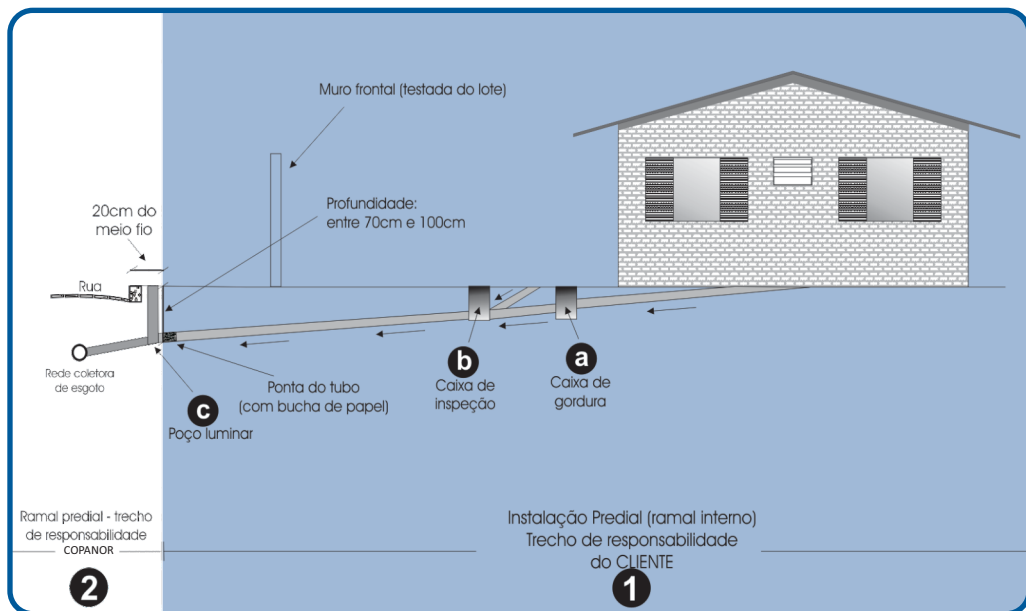 Muro frontal (testada do lote)
Profundidade:
entre 70cm e 100cm
20cm do
meio fio
Rua
Rede coletora
de esgoto
c
Poço luminar
Ponta do tubo
(com bucha de papel)
b
Caixa de
inspeção
a
Caixa de
gordura
Ramal predial - trecho
de responsabilidade
COPANOR
2
Instalação Predial (ramal interno)
Trecho de responsabilidade
do CLIENTE
1